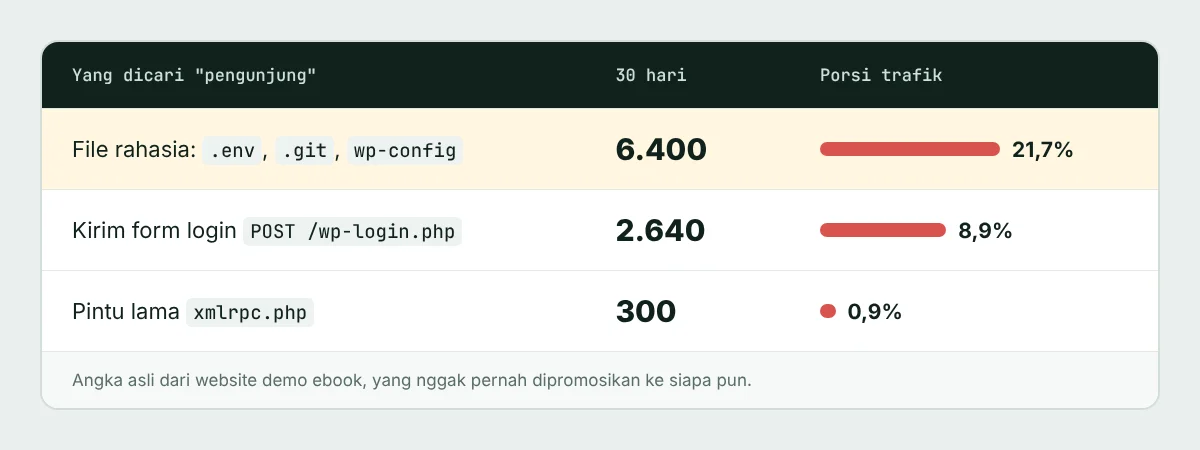 Yang dicari "pengunjung" 30 hari Porsi trafik
File rahasia: .env, .git, wp-config 6.400 21,7%
Kirim form login POST /wp-login.php 2.640 8,9%
Pintu lama xmlrpc.php 300 0,9%
Angka asli dari website demo ebook, yang nggak pernah dipromosikan ke siapa pun.